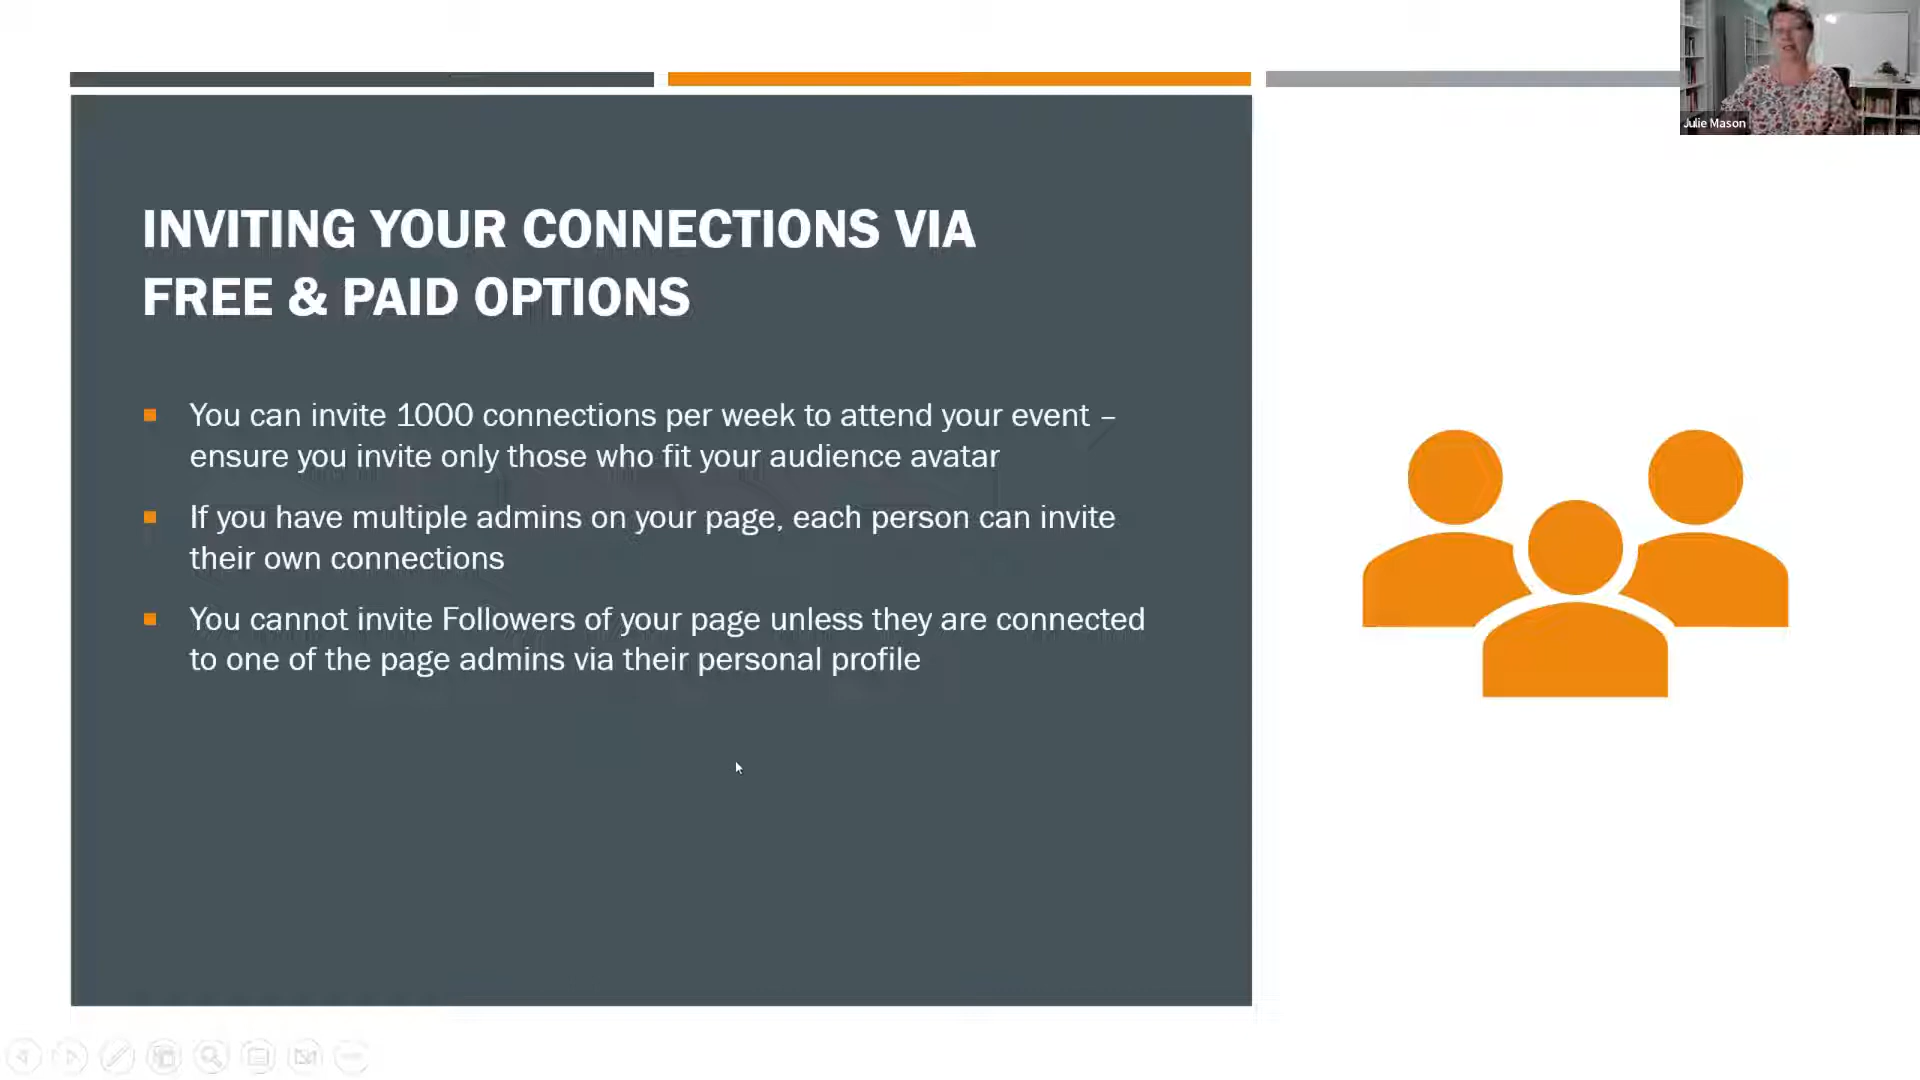 Julie Mason
INVITING YOUR CONNECTIONS VIA
FREE & PAID OPTIONS
You can invite 1000 connections per week to attend your event –
ensure you invite only those who fit your audience avatar
If you have multiple admins on your page, each person can invite
their own connections
You cannot invite Followers of your page unless they are connected
to one of the page admins via their personal profile